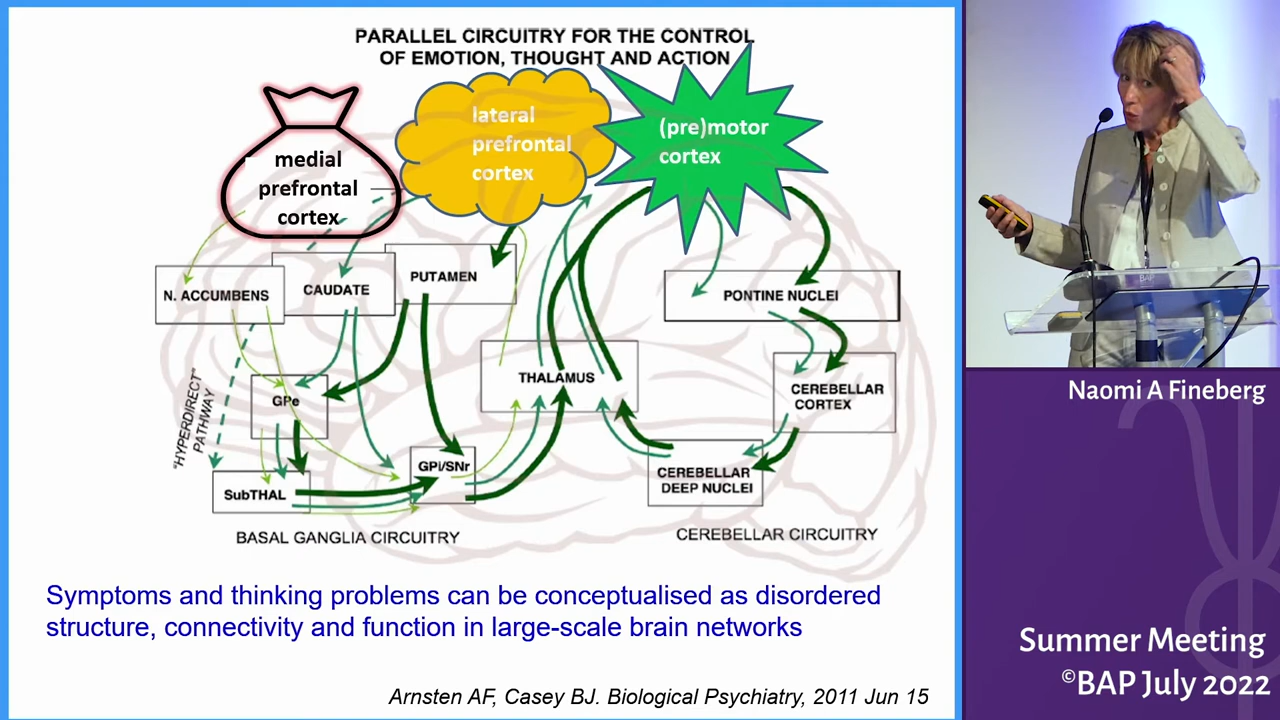 PARALLEL CIRCUITRY FOR THE CONTROL
OF EMOTION, THOUGHT AND ACTION
medial
prefrontal
cortex
lateral
prefrontal
cortex
(pre)motor
cortex
N. ACCUMBENS
CAUDATE
PUTAMEN
PONTINE NUCLEI
THALAMUS
GPe
CEREBELLAR
CORTEX
"HYPERDIRECT"
PATHWAY
GPi/SNr
SubTHAL
CEREBELLAR
DEEP NUCLEI
BASAL GANGLIA CIRCUITRY
CEREBELLAR CIRCUITRY
Symptoms and thinking problems can be conceptualised as disordered
structure, connectivity and function in large-scale brain networks
Arnsten AF, Casey BJ. Biological Psychiatry, 2011 Jun 15
BAP
Naomi A Fineberg
Summer Meeting
©BAP July 2022